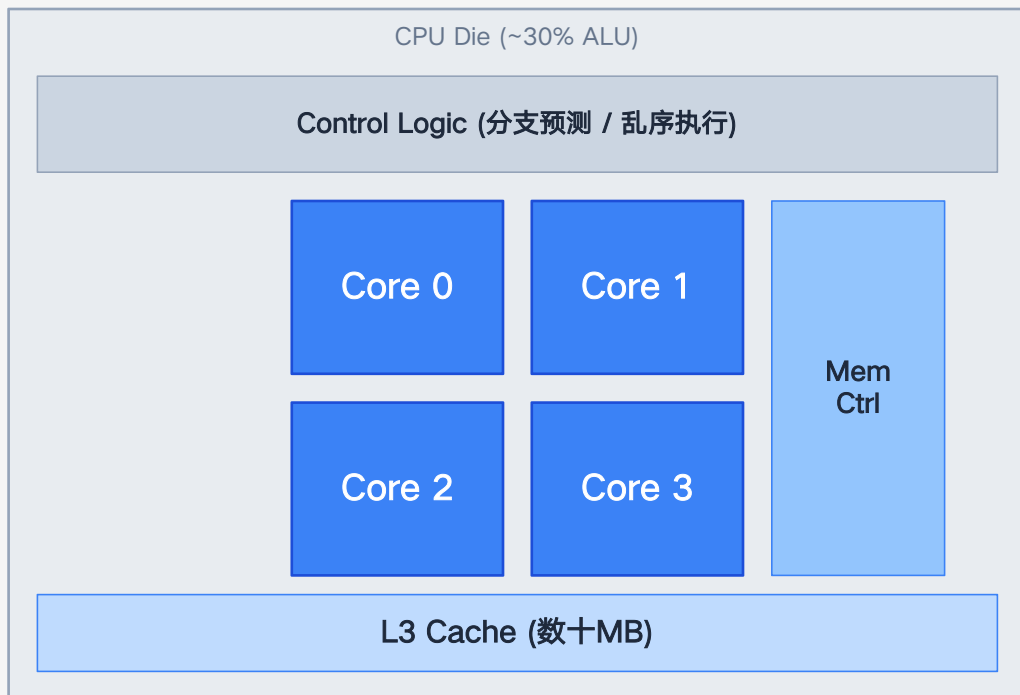 CPU Die (~30% ALU)
Control Logic (分支预测 / 乱序执行)
Core 0
Core 1
Mem
Ctrl
Core 2
Core 3
L3 Cache (数十MB)